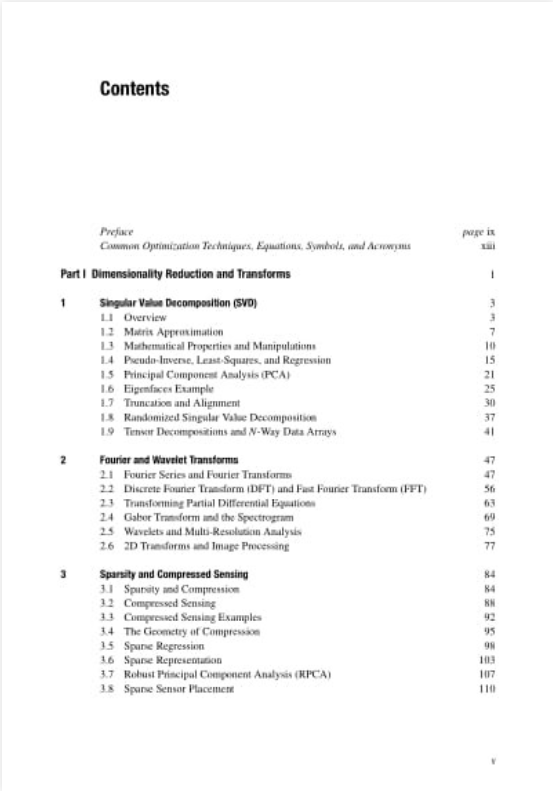 Contents
Preface page ix
Common Optimization Techniques, Equations, Symbols, and Acronyms xiii
Part I Dimensionality Reduction and Transforms 1
1 Singular Value Decomposition (SVD) 3
1.1 Overview 3
1.2 Matrix Approximation 7
1.3 Mathematical Properties and Manipulations 10
1.4 Pseudo-Inverse, Least-Squares, and Regression 15
1.5 Principal Component Analysis (PCA) 21
1.6 Eigenfaces Example 25
1.7 Truncation and Alignment 30
1.8 Randomized Singular Value Decomposition 37
1.9 Tensor Decompositions and N-Way Data Arrays 41
2 Fourier and Wavelet Transforms 47
2.1 Fourier Series and Fourier Transforms 47
2.2 Discrete Fourier Transform (DFT) and Fast Fourier Transform (FFT) 56
2.3 Transforming Partial Differential Equations 63
2.4 Gabor Transform and the Spectrogram 69
2.5 Wavelets and Multi-Resolution Analysis 75
2.6 2D Transforms and Image Processing 77
3 Sparsity and Compressed Sensing 84
3.1 Sparsity and Compression 84
3.2 Compressed Sensing 88
3.3 Compressed Sensing Examples 92
3.4 The Geometry of Compression 95
3.5 Sparse Regression 98
3.6 Sparse Representation 103
3.7 Robust Principal Component Analysis (RPCA) 107
3.8 Sparse Sensor Placement 110
v